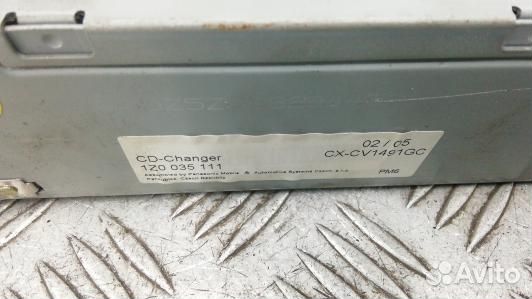 02 / 05
CD-Changer CX-CV1491GC
1Z0 035 111
Assembled by Panasonic Mobile & Automotive Systems Czech s.r.o.
Pardubice, Czech Republic PM6
Avito